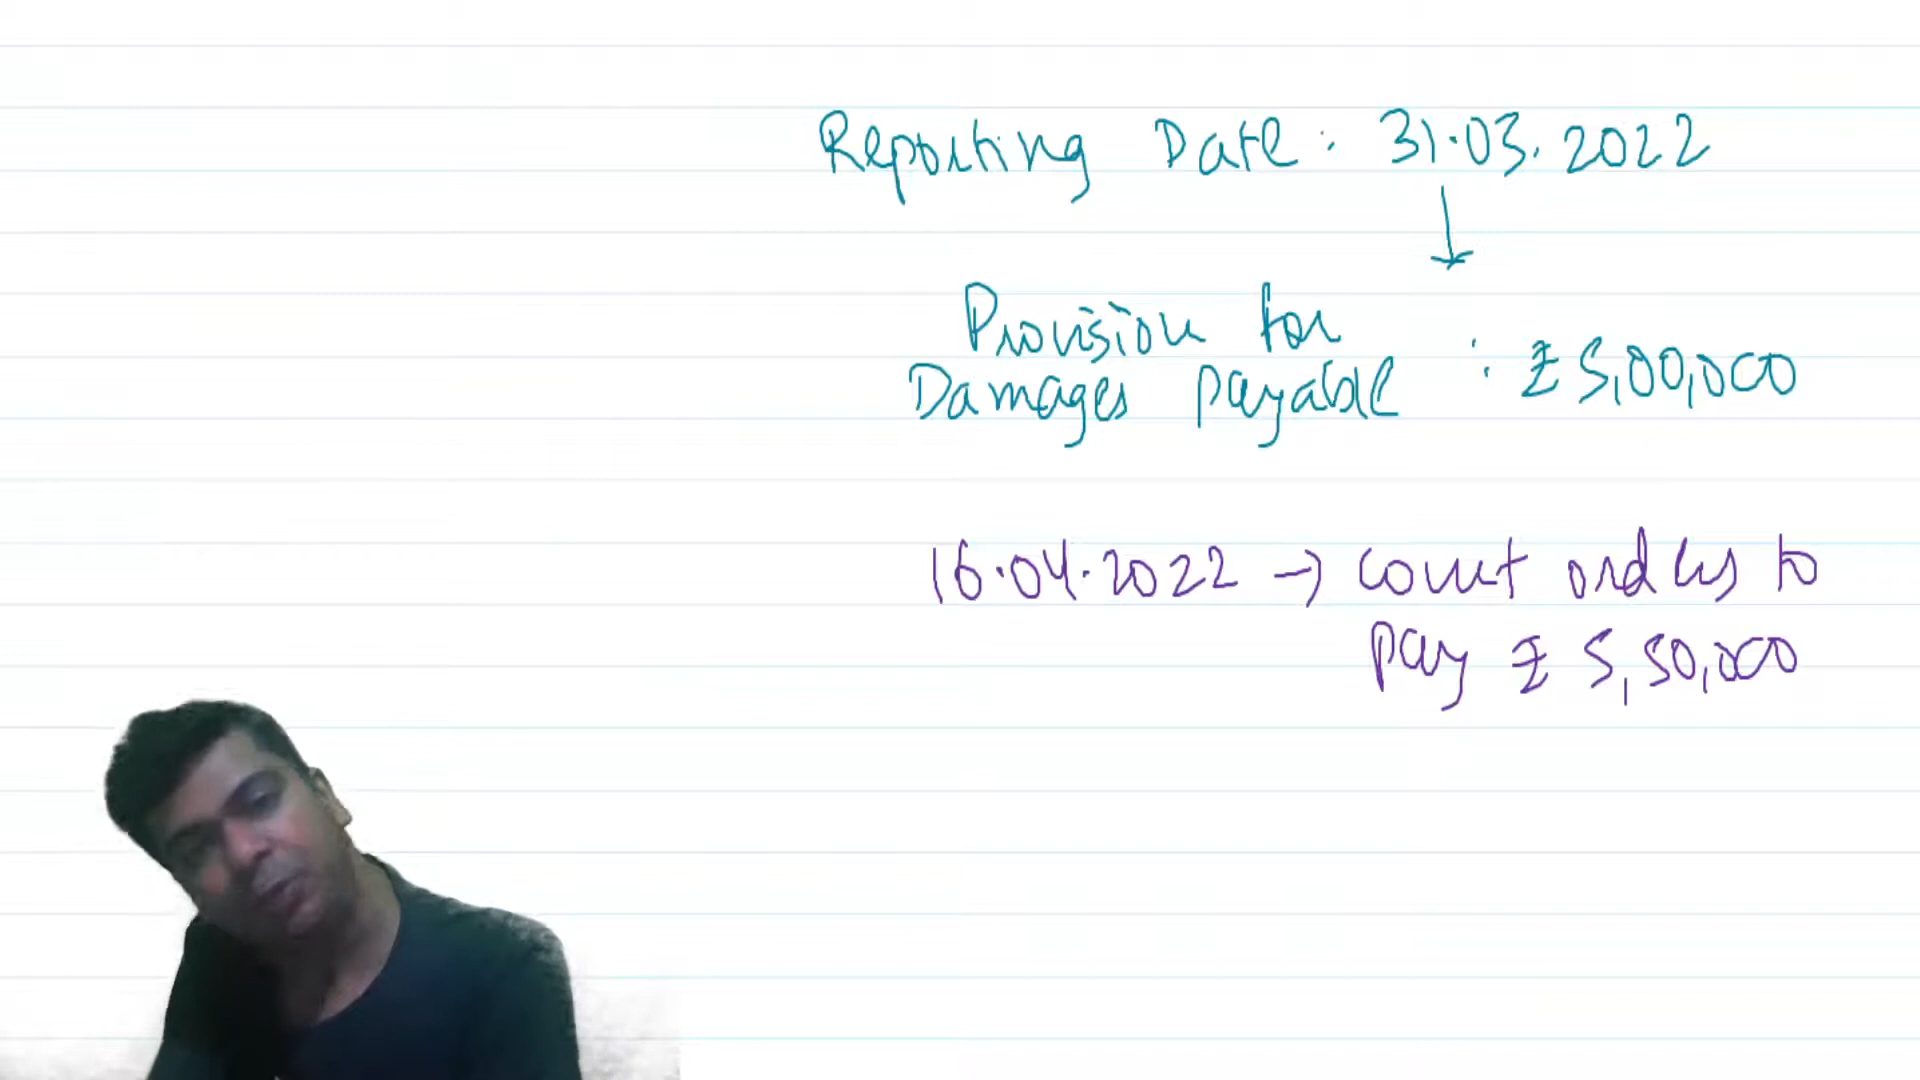 Reporting Date: 31.03.2022
Provision for
Damages payable : ₹ 5,00,000
16.04.2022 → Court orders to
pay ₹ 5,50,000